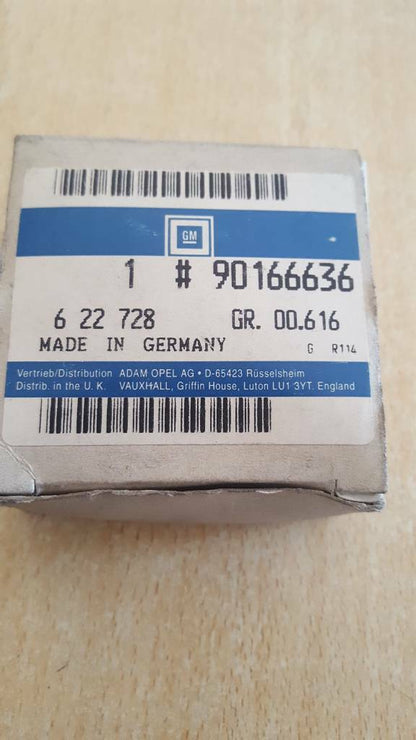 GM
1 # 90166636
6 22 728 GR. 00.616
MADE IN GERMANY G R114
Vertrieb/Distribution ADAM OPEL AG • D-65423 Rüsselsheim
Distrib. in the U. K. VAUXHALL, Griffin House, Luton LU1 3YT. England